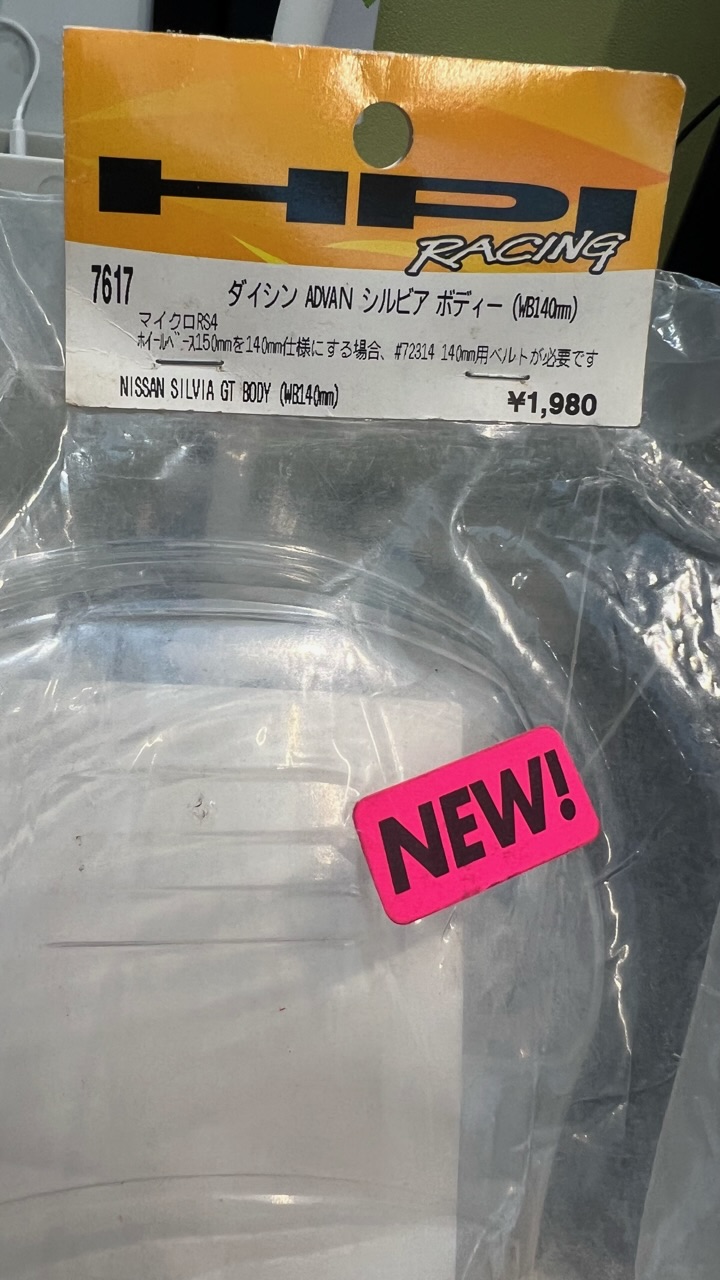 HPI
RACING
7617 ダイシン ADVAN シルビア ボディー (WB140mm)
マイクロRS4
ﾎｲｰﾙﾍﾞｰｽ150mmを140mm仕様にする場合、#72314 140mm用ベルトが必要です
NISSAN SILVIA GT BODY (WB140mm)
¥1,980
NEW!